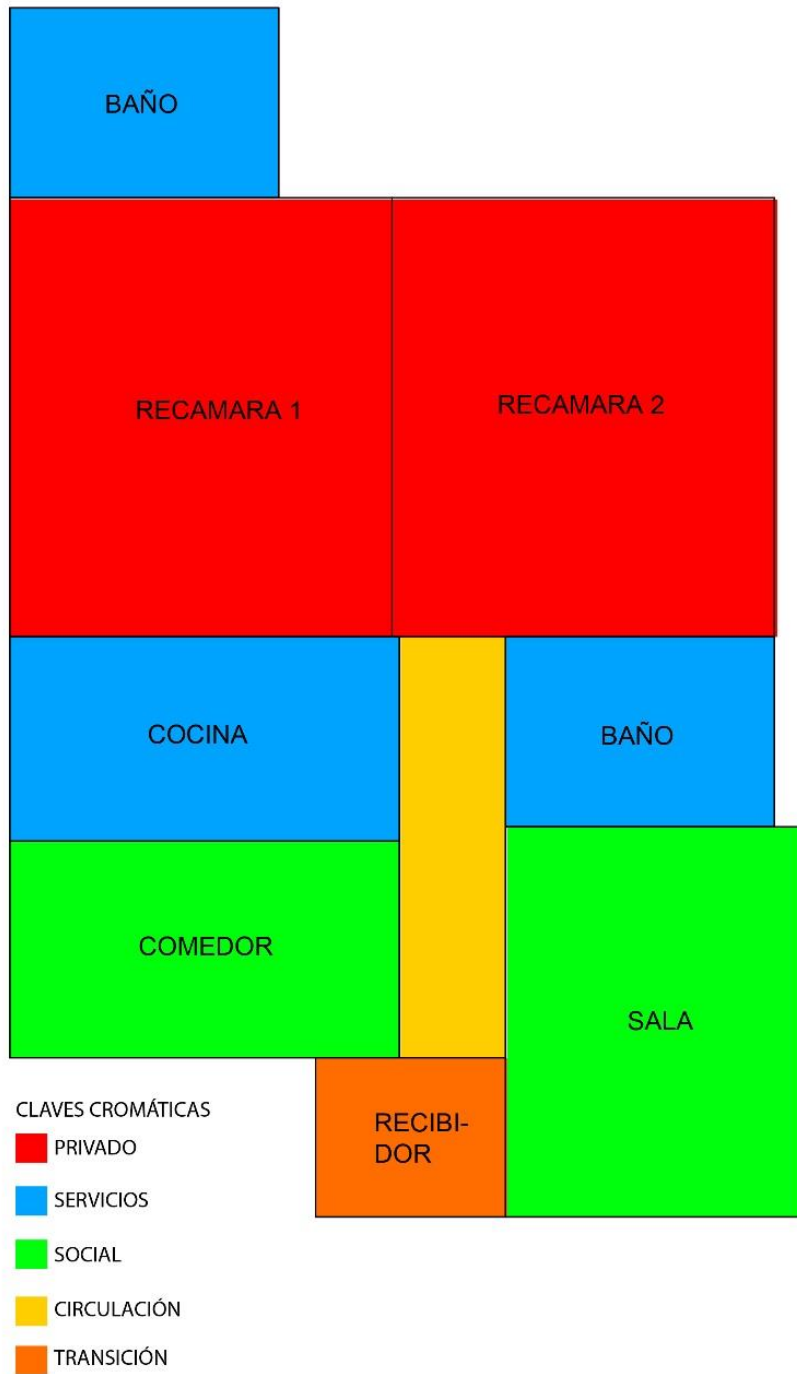 BAÑO
RECAMARA 1
RECAMARA 2
COCINA
BAÑO
COMEDOR
SALA
RECIBI-
DOR
CLAVES CROMÁTICAS
PRIVADO
SERVICIOS
SOCIAL
CIRCULACIÓN
TRANSICIÓN